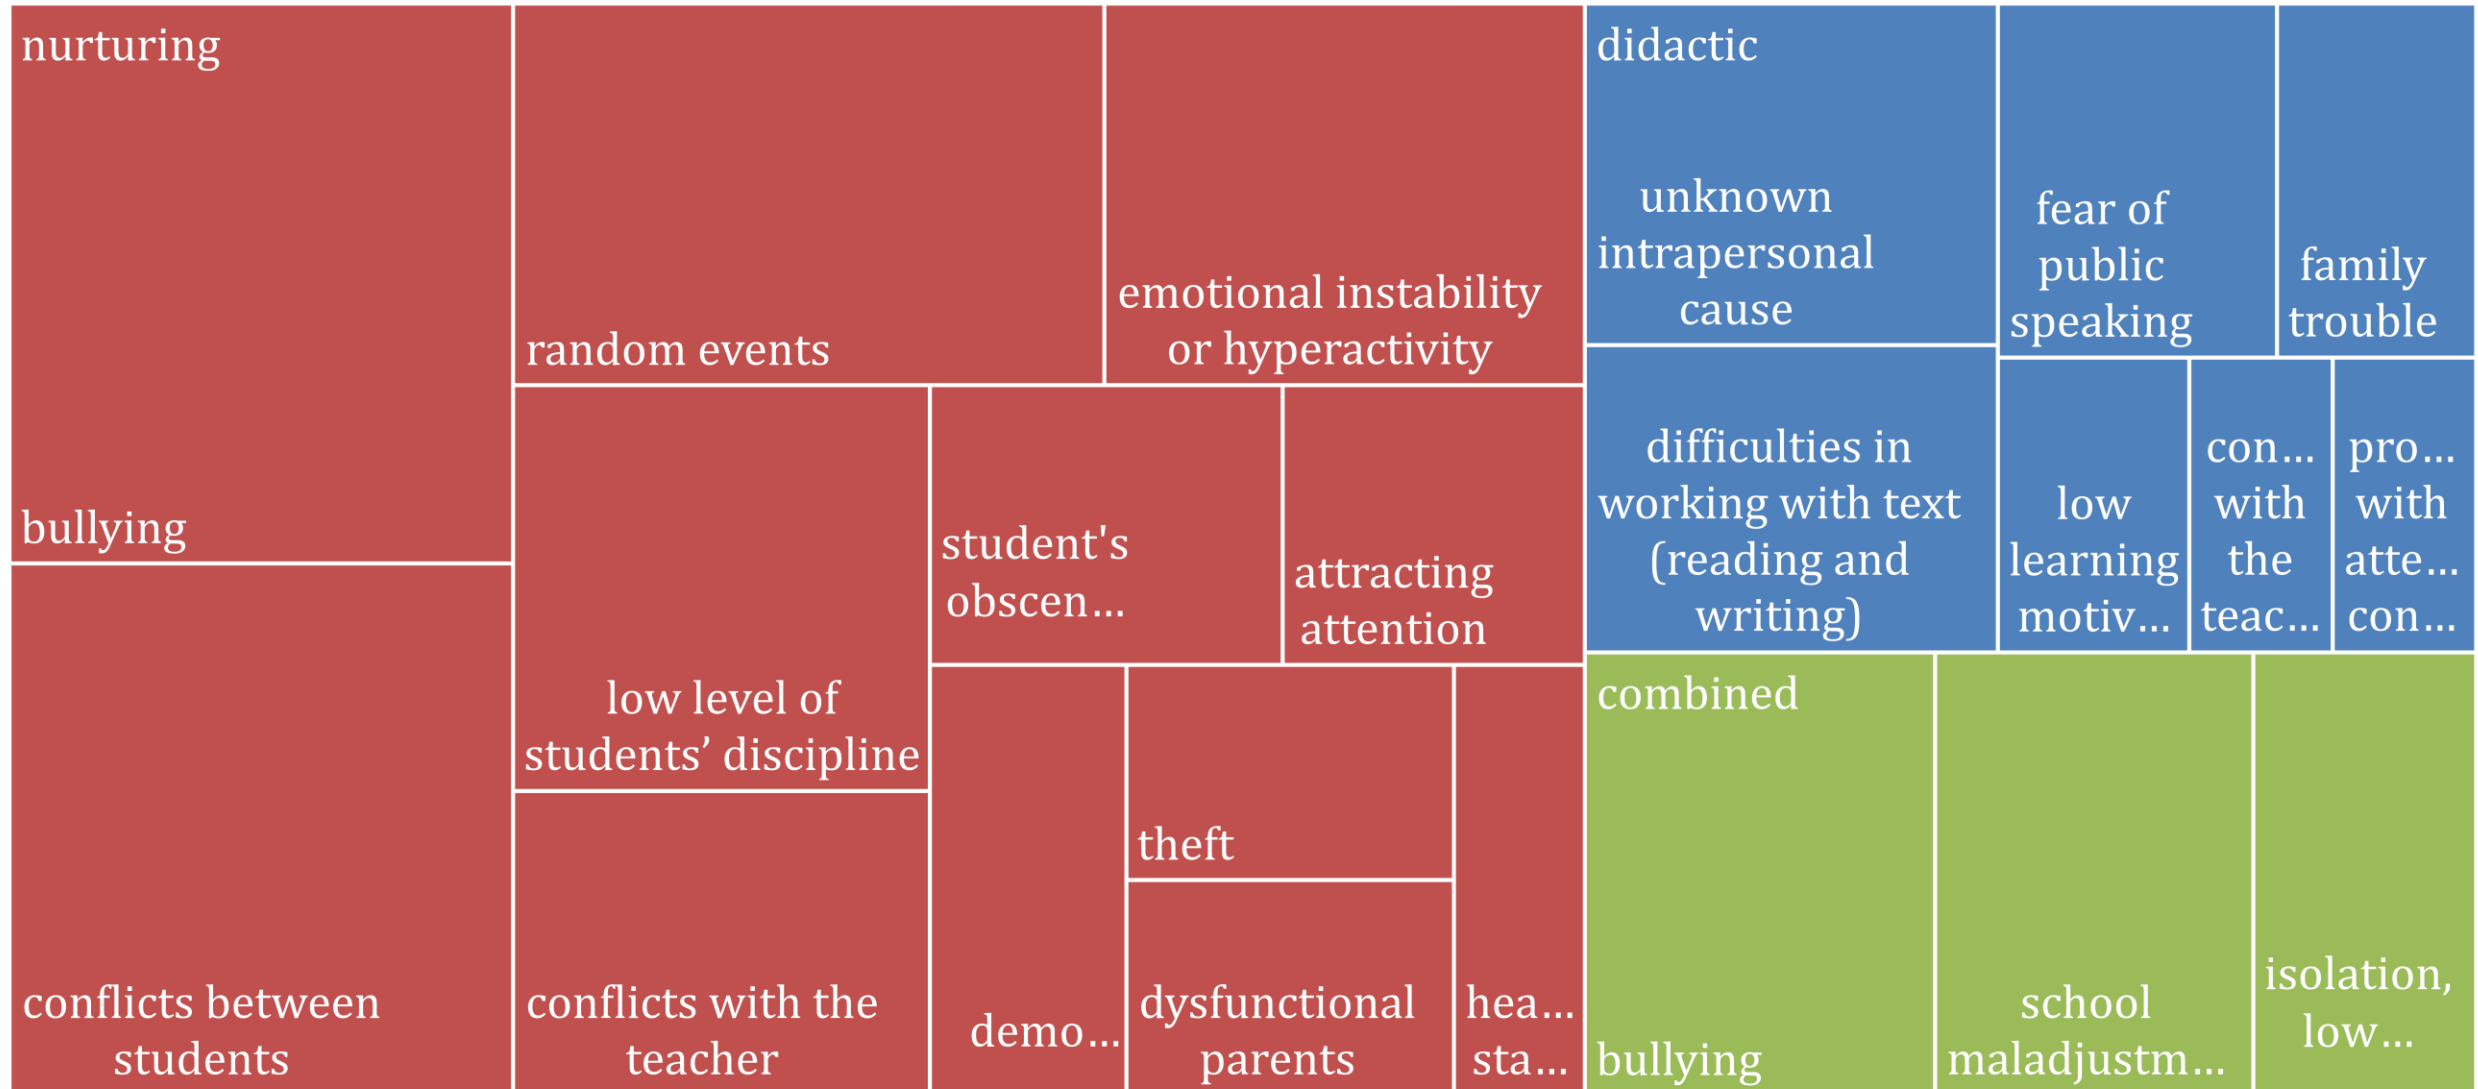 nurturing
bullying
conflicts between
students
random events
emotional instability
or hyperactivity
low level of
students’ discipline
conflicts with the
teacher
student's
obscen…
attracting
attention
demo…
theft
dysfunctional
parents
hea…
sta…
didactic
unknown
intrapersonal
cause
difficulties in
working with text
(reading and
writing)
fear of
public
speaking
family
trouble
low
learning
motiv…
con…
with
the
teac…
pro…
with
atte…
con…
combined
bullying
school
maladjustm…
isolation,
low…